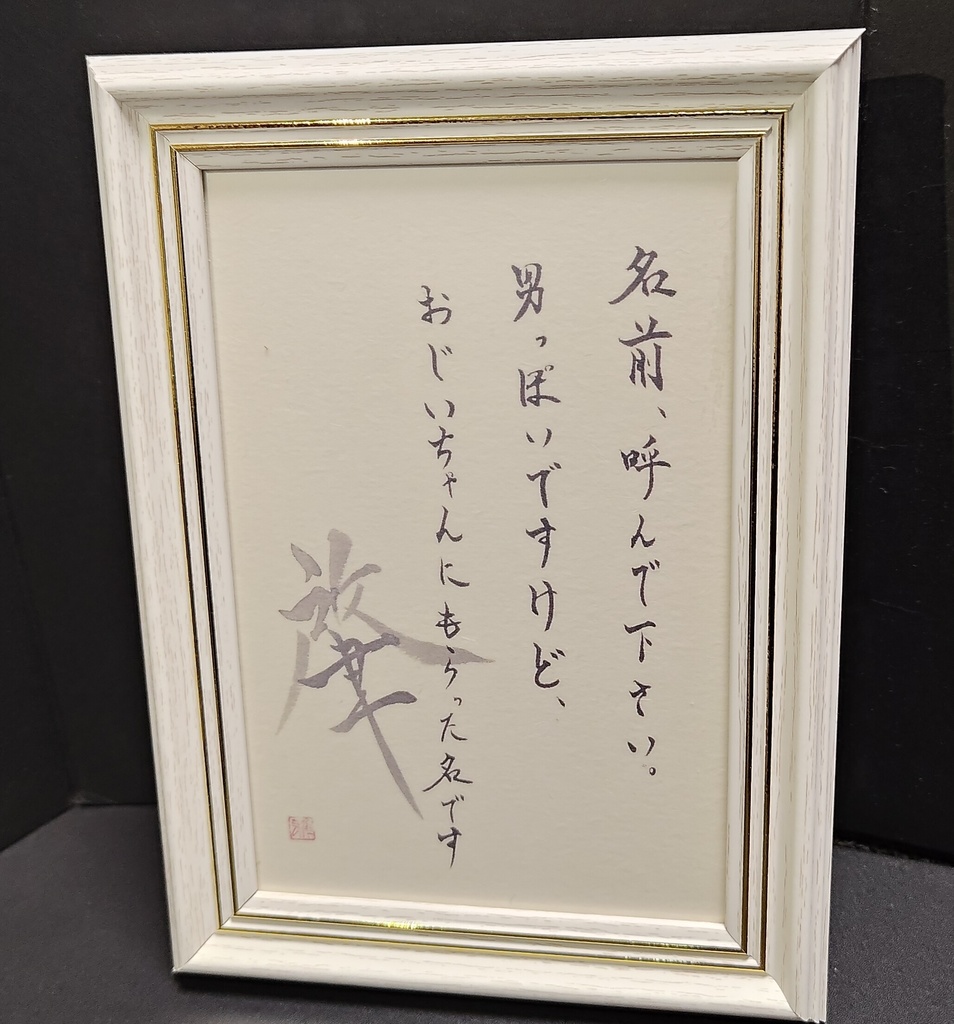 名前、呼んで下さい。
男っぽいですけど、
おじいちゃんにもらった名です
肇